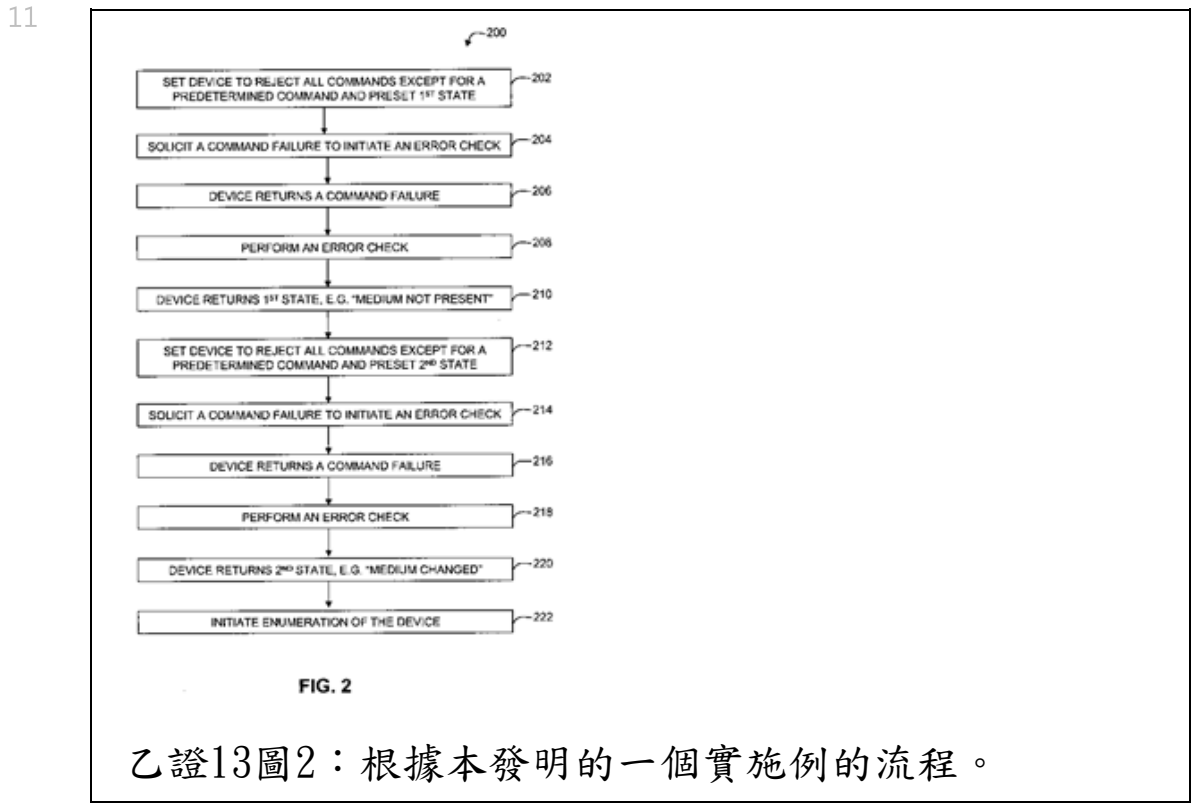 11
200
SET DEVICE TO REJECT ALL COMMANDS EXCEPT FOR A
PREDETERMINED COMMAND AND PRESET 1ST STATE
202
SOLICIT A COMMAND FAILURE TO INITIATE AN ERROR CHECK
204
DEVICE RETURNS A COMMAND FAILURE
206
PERFORM AN ERROR CHECK
208
DEVICE RETURNS 1ST STATE, E.G. "MEDIUM NOT PRESENT"
210
SET DEVICE TO REJECT ALL COMMANDS EXCEPT FOR A
PREDETERMINED COMMAND AND PRESET 2ND STATE
212
SOLICIT A COMMAND FAILURE TO INITIATE AN ERROR CHECK
214
DEVICE RETURNS A COMMAND FAILURE
216
PERFORM AN ERROR CHECK
218
DEVICE RETURNS 2ND STATE, E.G. "MEDIUM CHANGED"
220
INITIATE ENUMERATION OF THE DEVICE
222
FIG. 2
乙證13圖2：根據本發明的一個實施例的流程。